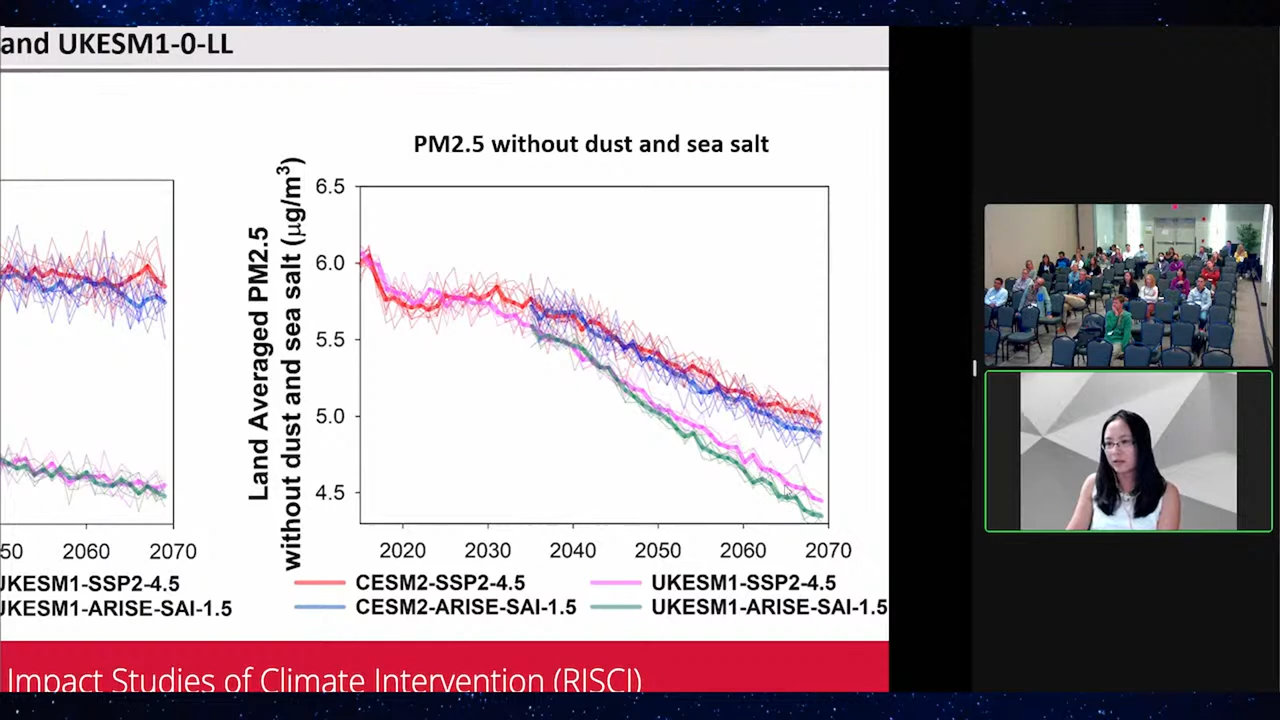 and UKESM1-0-LL
50 2060 2070
UKESM1-SSP2-4.5
UKESM1-ARISE-SAI-1.5
PM2.5 without dust and sea salt
Land Averaged PM2.5
without dust and sea salt (μg/m³)
6.5
6.0
5.5
5.0
4.5
2020 2030 2040 2050 2060 2070
CESM2-SSP2-4.5 UKESM1-SSP2-4.5
CESM2-ARISE-SAI-1.5 UKESM1-ARISE-SAI-1.5
Impact Studies of Climate Intervention (RISCI)